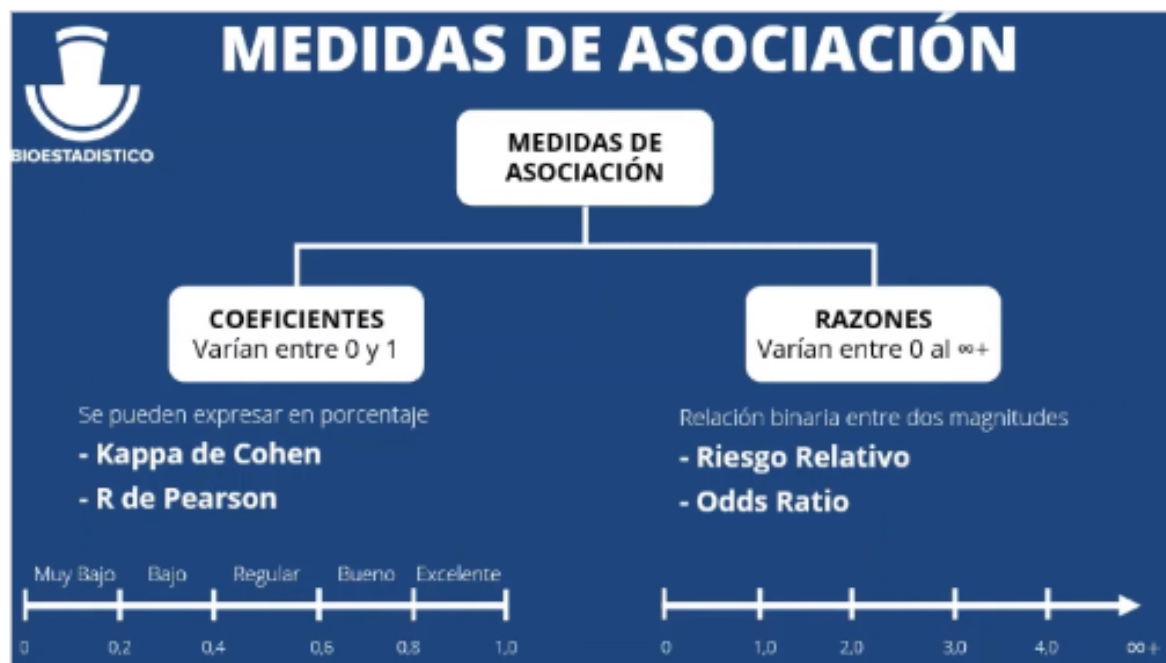 MEDIDAS DE ASOCIACIÓN
BIOESTADISTICO
MEDIDAS DE
ASOCIACIÓN
COEFICIENTES
Varían entre 0 y 1
RAZONES
Varían entre 0 al ∞+
Se pueden expresar en porcentaje
- Kappa de Cohen
- R de Pearson
Relación binaria entre dos magnitudes
- Riesgo Relativo
- Odds Ratio
Muy Bajo Bajo Regular Bueno Excelente
0 0,2 0,4 0,6 0,8 1,0
0 1,0 2,0 3,0 4,0 ∞+